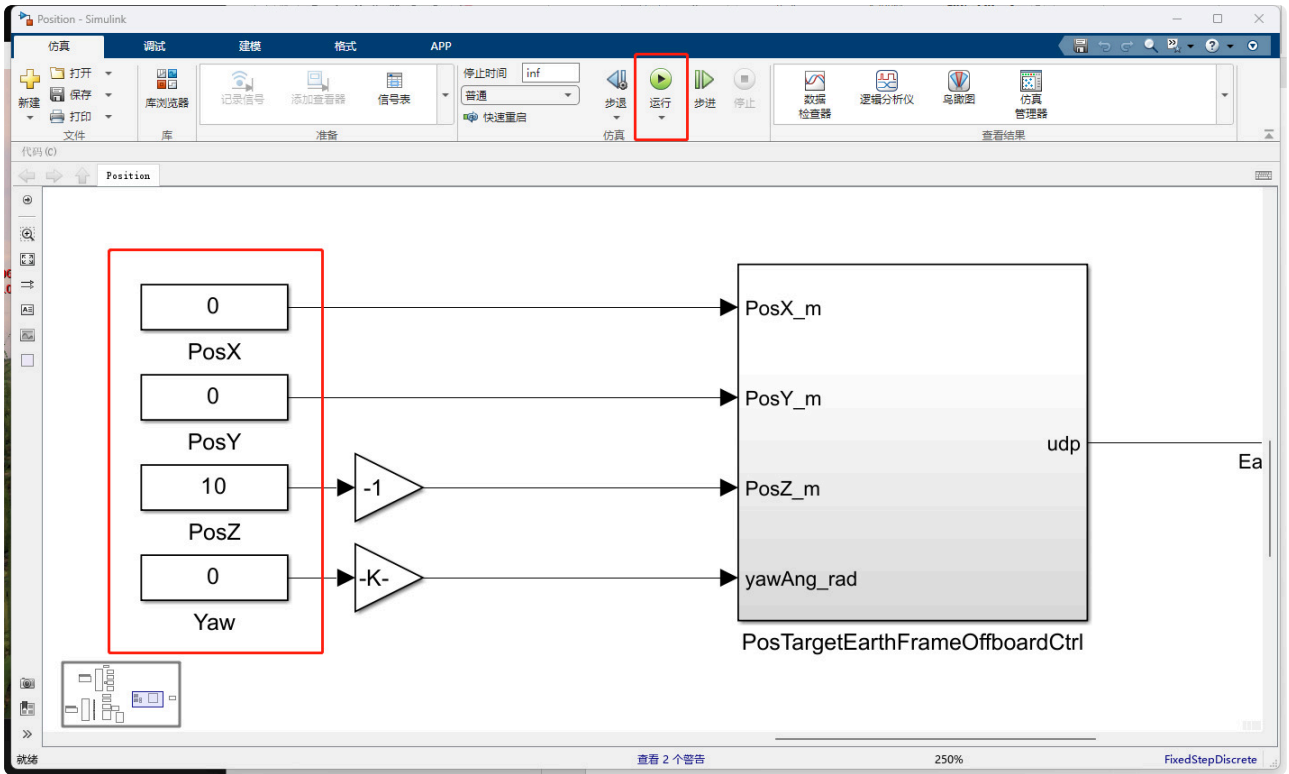 Position - Simulink
仿真 调试 建模 格式 APP
新建 打开 保存 打印 文件
库浏览器 库
记录信号 添加查看器 信号表 准备
停止时间 inf
普通
快速重启
步退 运行 步进 停止
仿真
数据检查器 逻辑分析仪 鸟瞰图 仿真管理器
查看结果
代码(C)
Position
0
PosX
0
PosY
10
PosZ
0
Yaw
-1
-K-
PosX_m
PosY_m
PosZ_m
yawAng_rad
udp
Ea
PosTargetEarthFrameOffboardCtrl
就绪 查看 2 个警告 250% FixedStepDiscrete